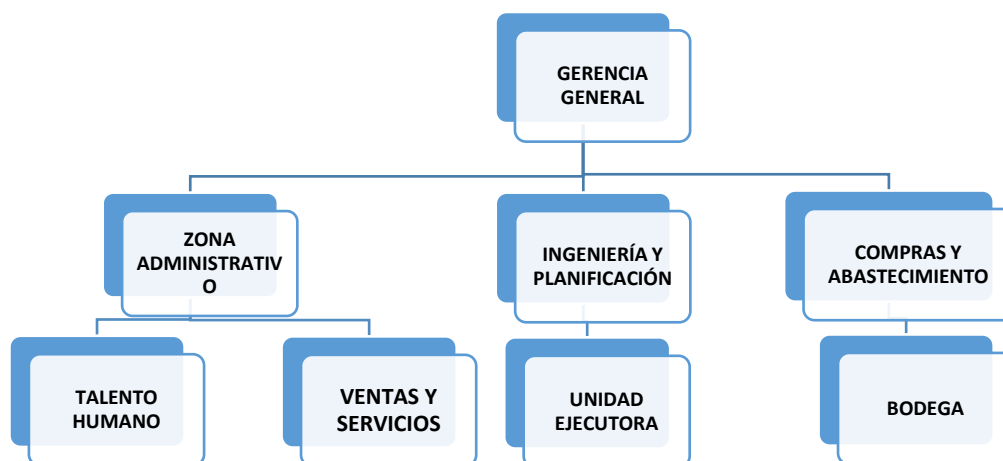 GERENCIA
GENERAL
ZONA
ADMINISTRATIV
O
INGENIERÍA Y
PLANIFICACIÓN
COMPRAS Y
ABASTECIMIENTO
TALENTO
HUMANO
VENTAS Y
SERVICIOS
UNIDAD
EJECUTORA
BODEGA